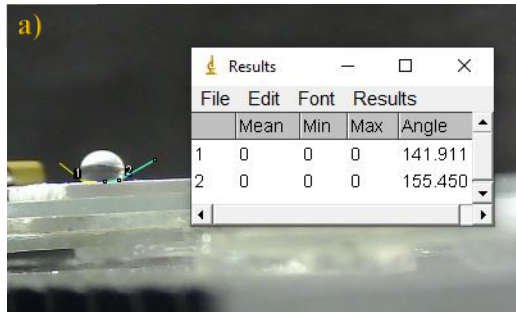 a)
Results
File Edit Font Results
Mean Min Max Angle
1 0 0 0 141.911
2 0 0 0 155.450
1
2